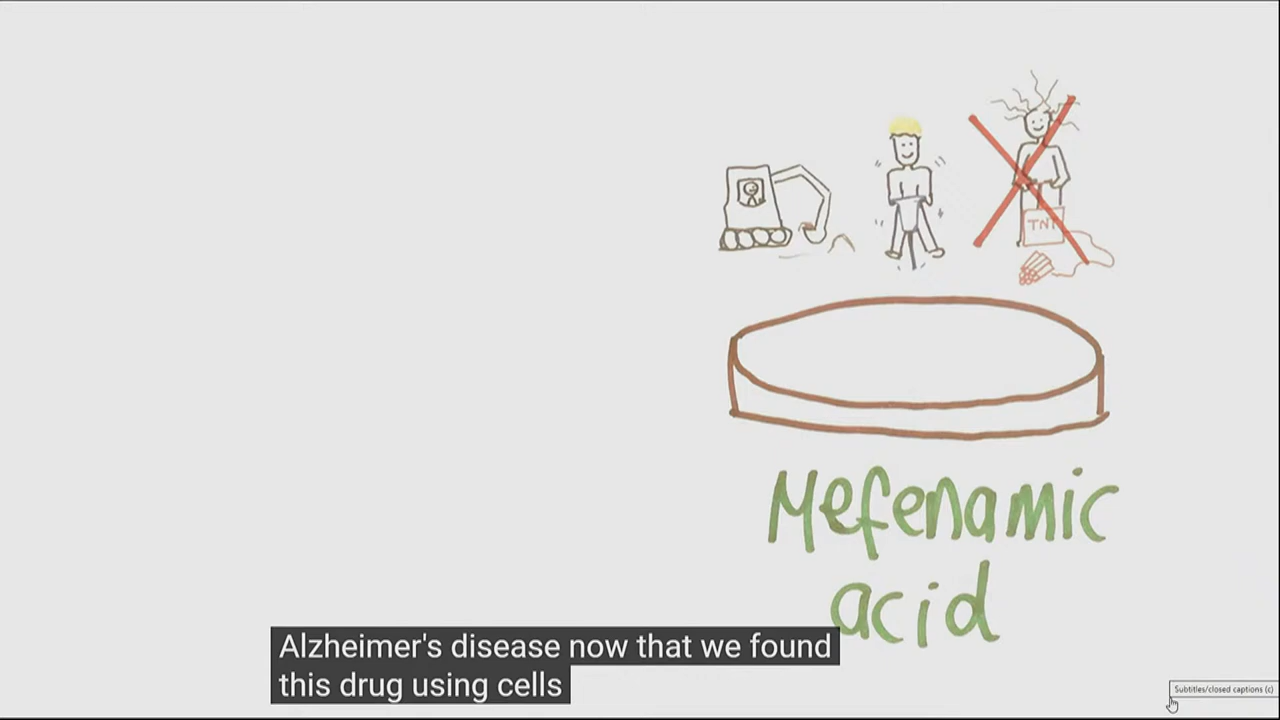 TNT
Mefenamic
acid
Alzheimer's disease now that we found
this drug using cells
Subtitles/closed captions (c)